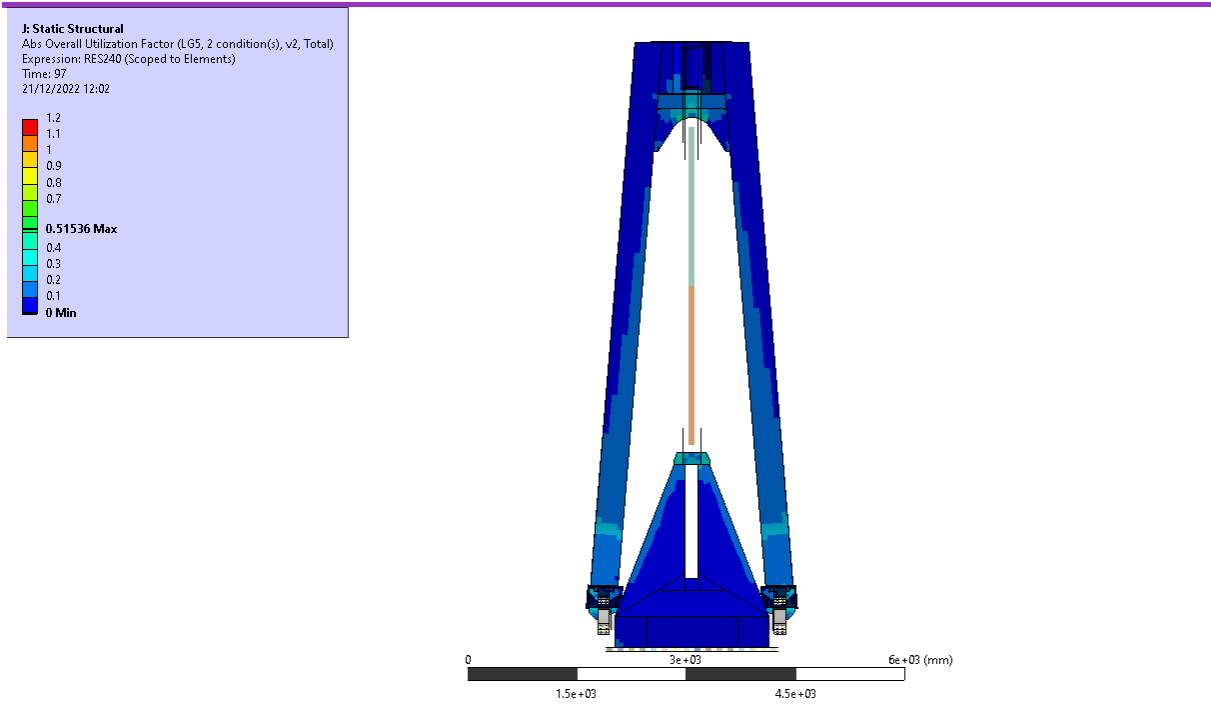 J: Static Structural
Abs Overall Utilization Factor (LG5, 2 condition(s), v2, Total)
Expression: RES240 (Scoped to Elements)
Time: 97
21/12/2022 12:02
1.2
1.1
1
0.9
0.8
0.7
0.51536 Max
0.4
0.3
0.2
0.1
0 Min
0 3e+03 6e+03 (mm)
1.5e+03 4.5e+03